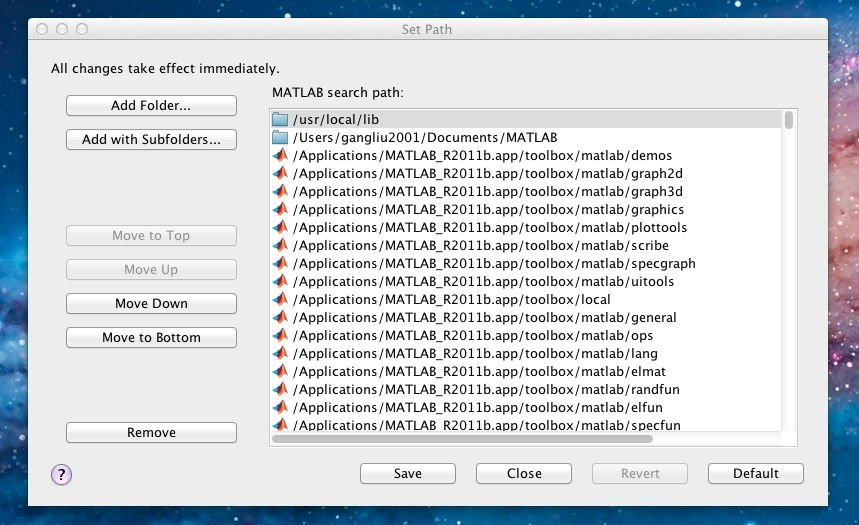 Set Path
All changes take effect immediately.
MATLAB search path:
Add Folder...
Add with Subfolders...
Move to Top
Move Up
Move Down
Move to Bottom
Remove
/usr/local/lib
/Users/gangliu2001/Documents/MATLAB
/Applications/MATLAB_R2011b.app/toolbox/matlab/demos
/Applications/MATLAB_R2011b.app/toolbox/matlab/graph2d
/Applications/MATLAB_R2011b.app/toolbox/matlab/graph3d
/Applications/MATLAB_R2011b.app/toolbox/matlab/graphics
/Applications/MATLAB_R2011b.app/toolbox/matlab/plottools
/Applications/MATLAB_R2011b.app/toolbox/matlab/scribe
/Applications/MATLAB_R2011b.app/toolbox/matlab/specgraph
/Applications/MATLAB_R2011b.app/toolbox/matlab/uitools
/Applications/MATLAB_R2011b.app/toolbox/local
/Applications/MATLAB_R2011b.app/toolbox/matlab/general
/Applications/MATLAB_R2011b.app/toolbox/matlab/ops
/Applications/MATLAB_R2011b.app/toolbox/matlab/lang
/Applications/MATLAB_R2011b.app/toolbox/matlab/elmat
/Applications/MATLAB_R2011b.app/toolbox/matlab/randfun
/Applications/MATLAB_R2011b.app/toolbox/matlab/elfun
/Applications/MATLAB_R2011b.app/toolbox/matlab/specfun
?
Save
Close
Revert
Default